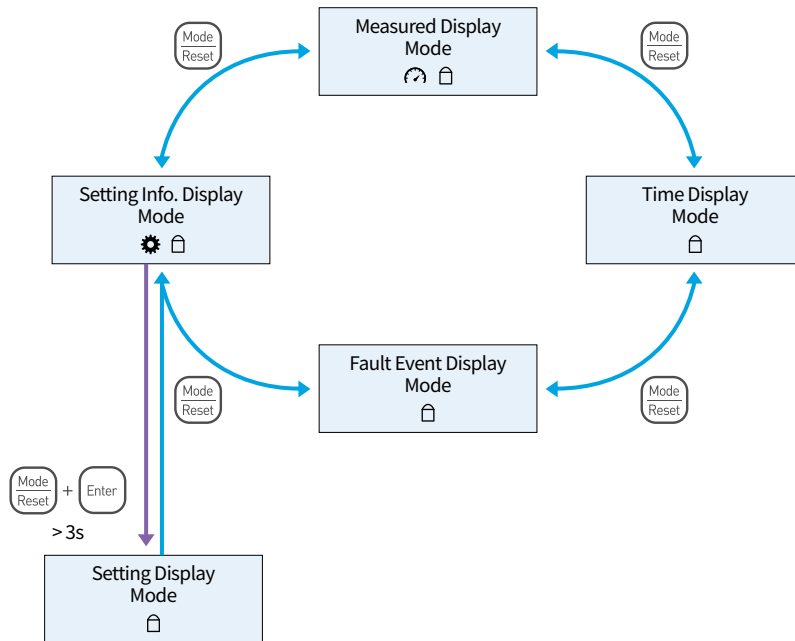 Measured Display
Mode
Mode
Reset
Mode
Reset
Setting Info. Display
Mode
Time Display
Mode
Fault Event Display
Mode
Mode
Reset
Mode
Reset
Mode
Reset
+
Enter
> 3s
Setting Display
Mode